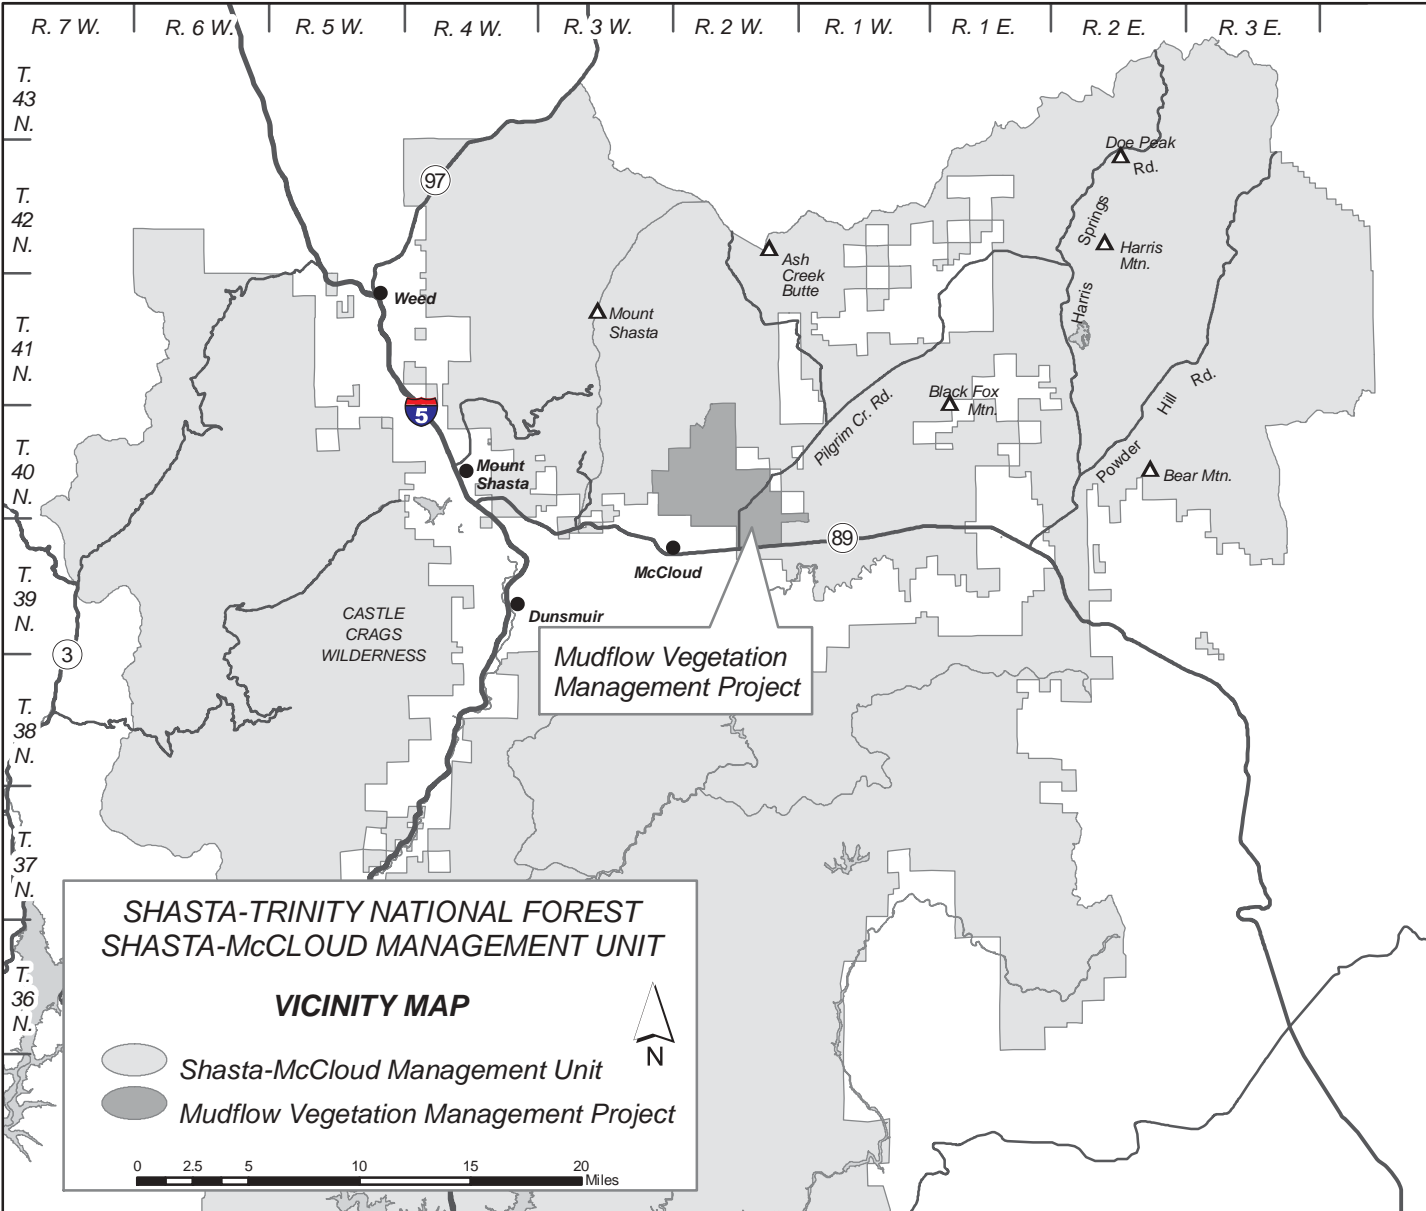 R. 7 W. R. 6 W. R. 5 W. R. 4 W. R. 3 W. R. 2 W. R. 1 W. R. 1 E. R. 2 E. R. 3 E.
T.
43
N.
T.
42
N.
T.
41
N.
T.
40
N.
T.
39
N.
T.
38
N.
T.
37
N.
T.
36
N.
97
Doe Peak
Rd.
Springs
Harris
Harris
Mtn.
Ash
Creek
Butte
Weed
Mount
Shasta
5
Black Fox
Mtn.
Pilgrim Cr. Rd.
Powder
Hill
Rd.
Bear Mtn.
Mount
Shasta
89
McCloud
Dunsmuir
CASTLE
CRAGS
WILDERNESS
3
Mudflow Vegetation
Management Project
SHASTA-TRINITY NATIONAL FOREST
SHASTA-McCLOUD MANAGEMENT UNIT
VICINITY MAP
N
Shasta-McCloud Management Unit
Mudflow Vegetation Management Project
0 2.5 5 10 15 20
Miles